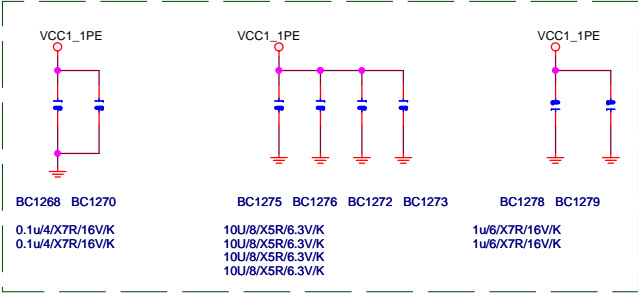 VCC1_1PE VCC1_1PE VCC1_1PE
BC1268 BC1270 BC1275 BC1276 BC1272 BC1273 BC1278 BC1279
0.1u/4/X7R/16V/K 10U/8/X5R/6.3V/K 1u/6/X7R/16V/K
0.1u/4/X7R/16V/K 10U/8/X5R/6.3V/K 1u/6/X7R/16V/K
10U/8/X5R/6.3V/K
10U/8/X5R/6.3V/K